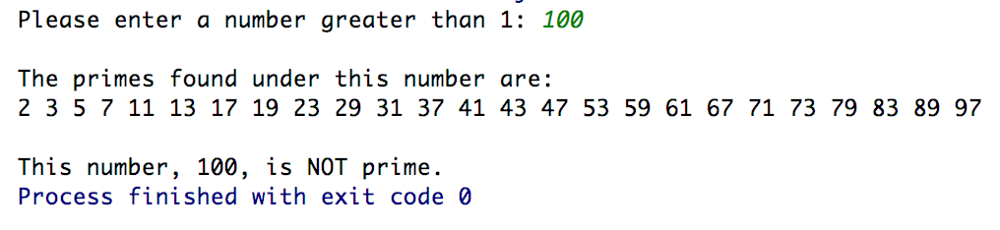 Please enter a number greater than 1: 100
The primes found under this number are:
2 3 5 7 11 13 17 19 23 29 31 37 41 43 47 53 59 61 67 71 73 79 83 89 97
This number, 100, is NOT prime.
Process finished with exit code 0